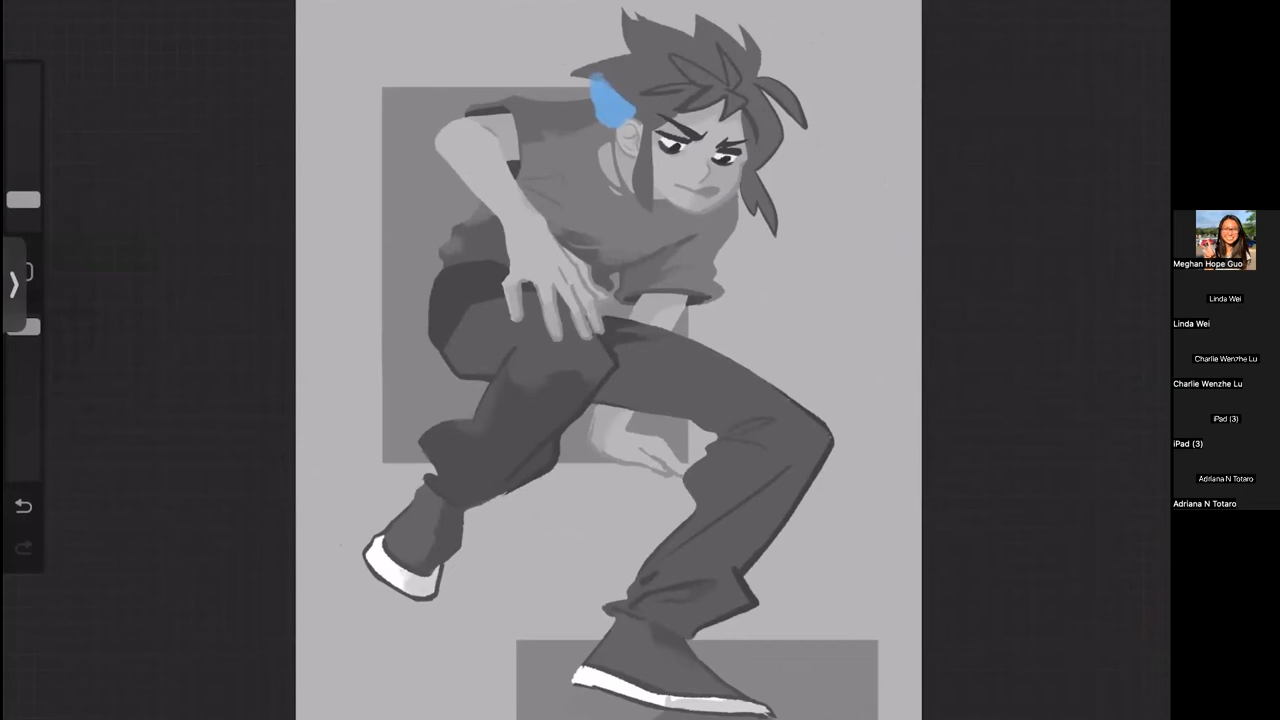 Meghan Hope Guo
Linda Wei
Linda Wei
Charlie Wenzhe Lu
Charlie Wenzhe Lu
iPad (3)
iPad (3)
Adriana N Totaro
Adriana N Totaro